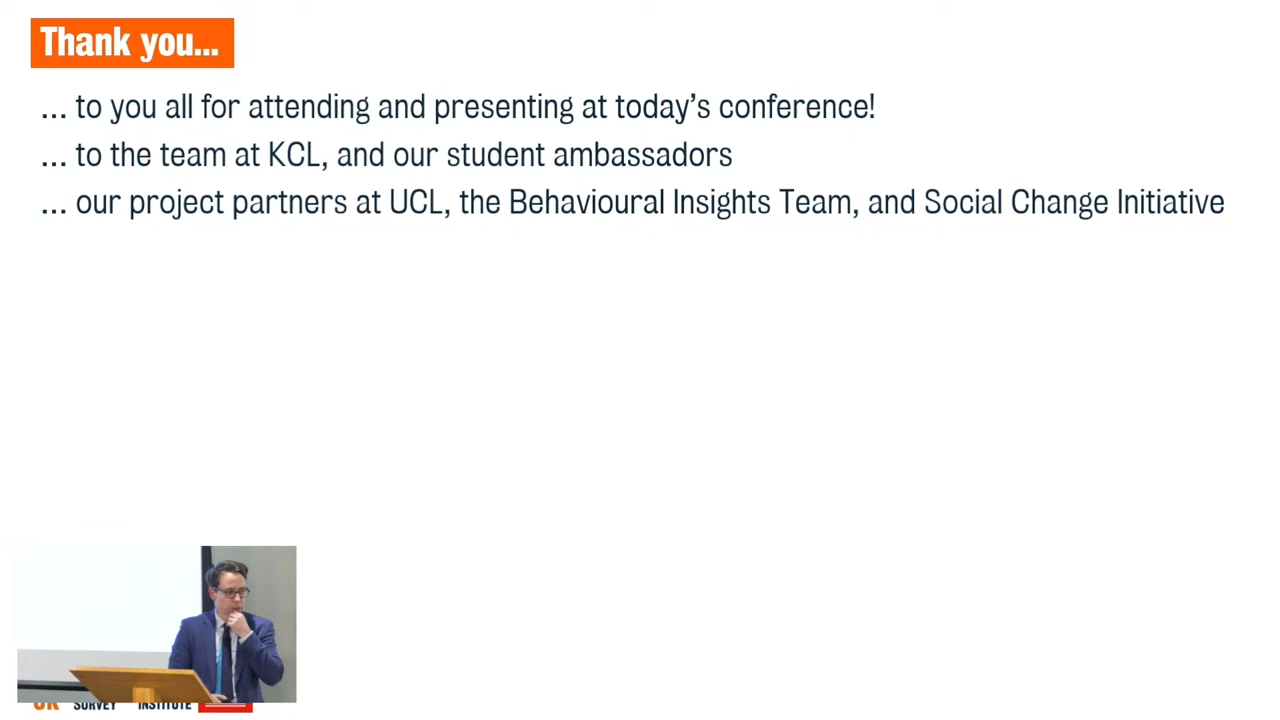 Thank you...
... to you all for attending and presenting at today's conference!
... to the team at KCL, and our student ambassadors
... our project partners at UCL, the Behavioural Insights Team, and Social Change Initiative
SURVEY INSTITUTE